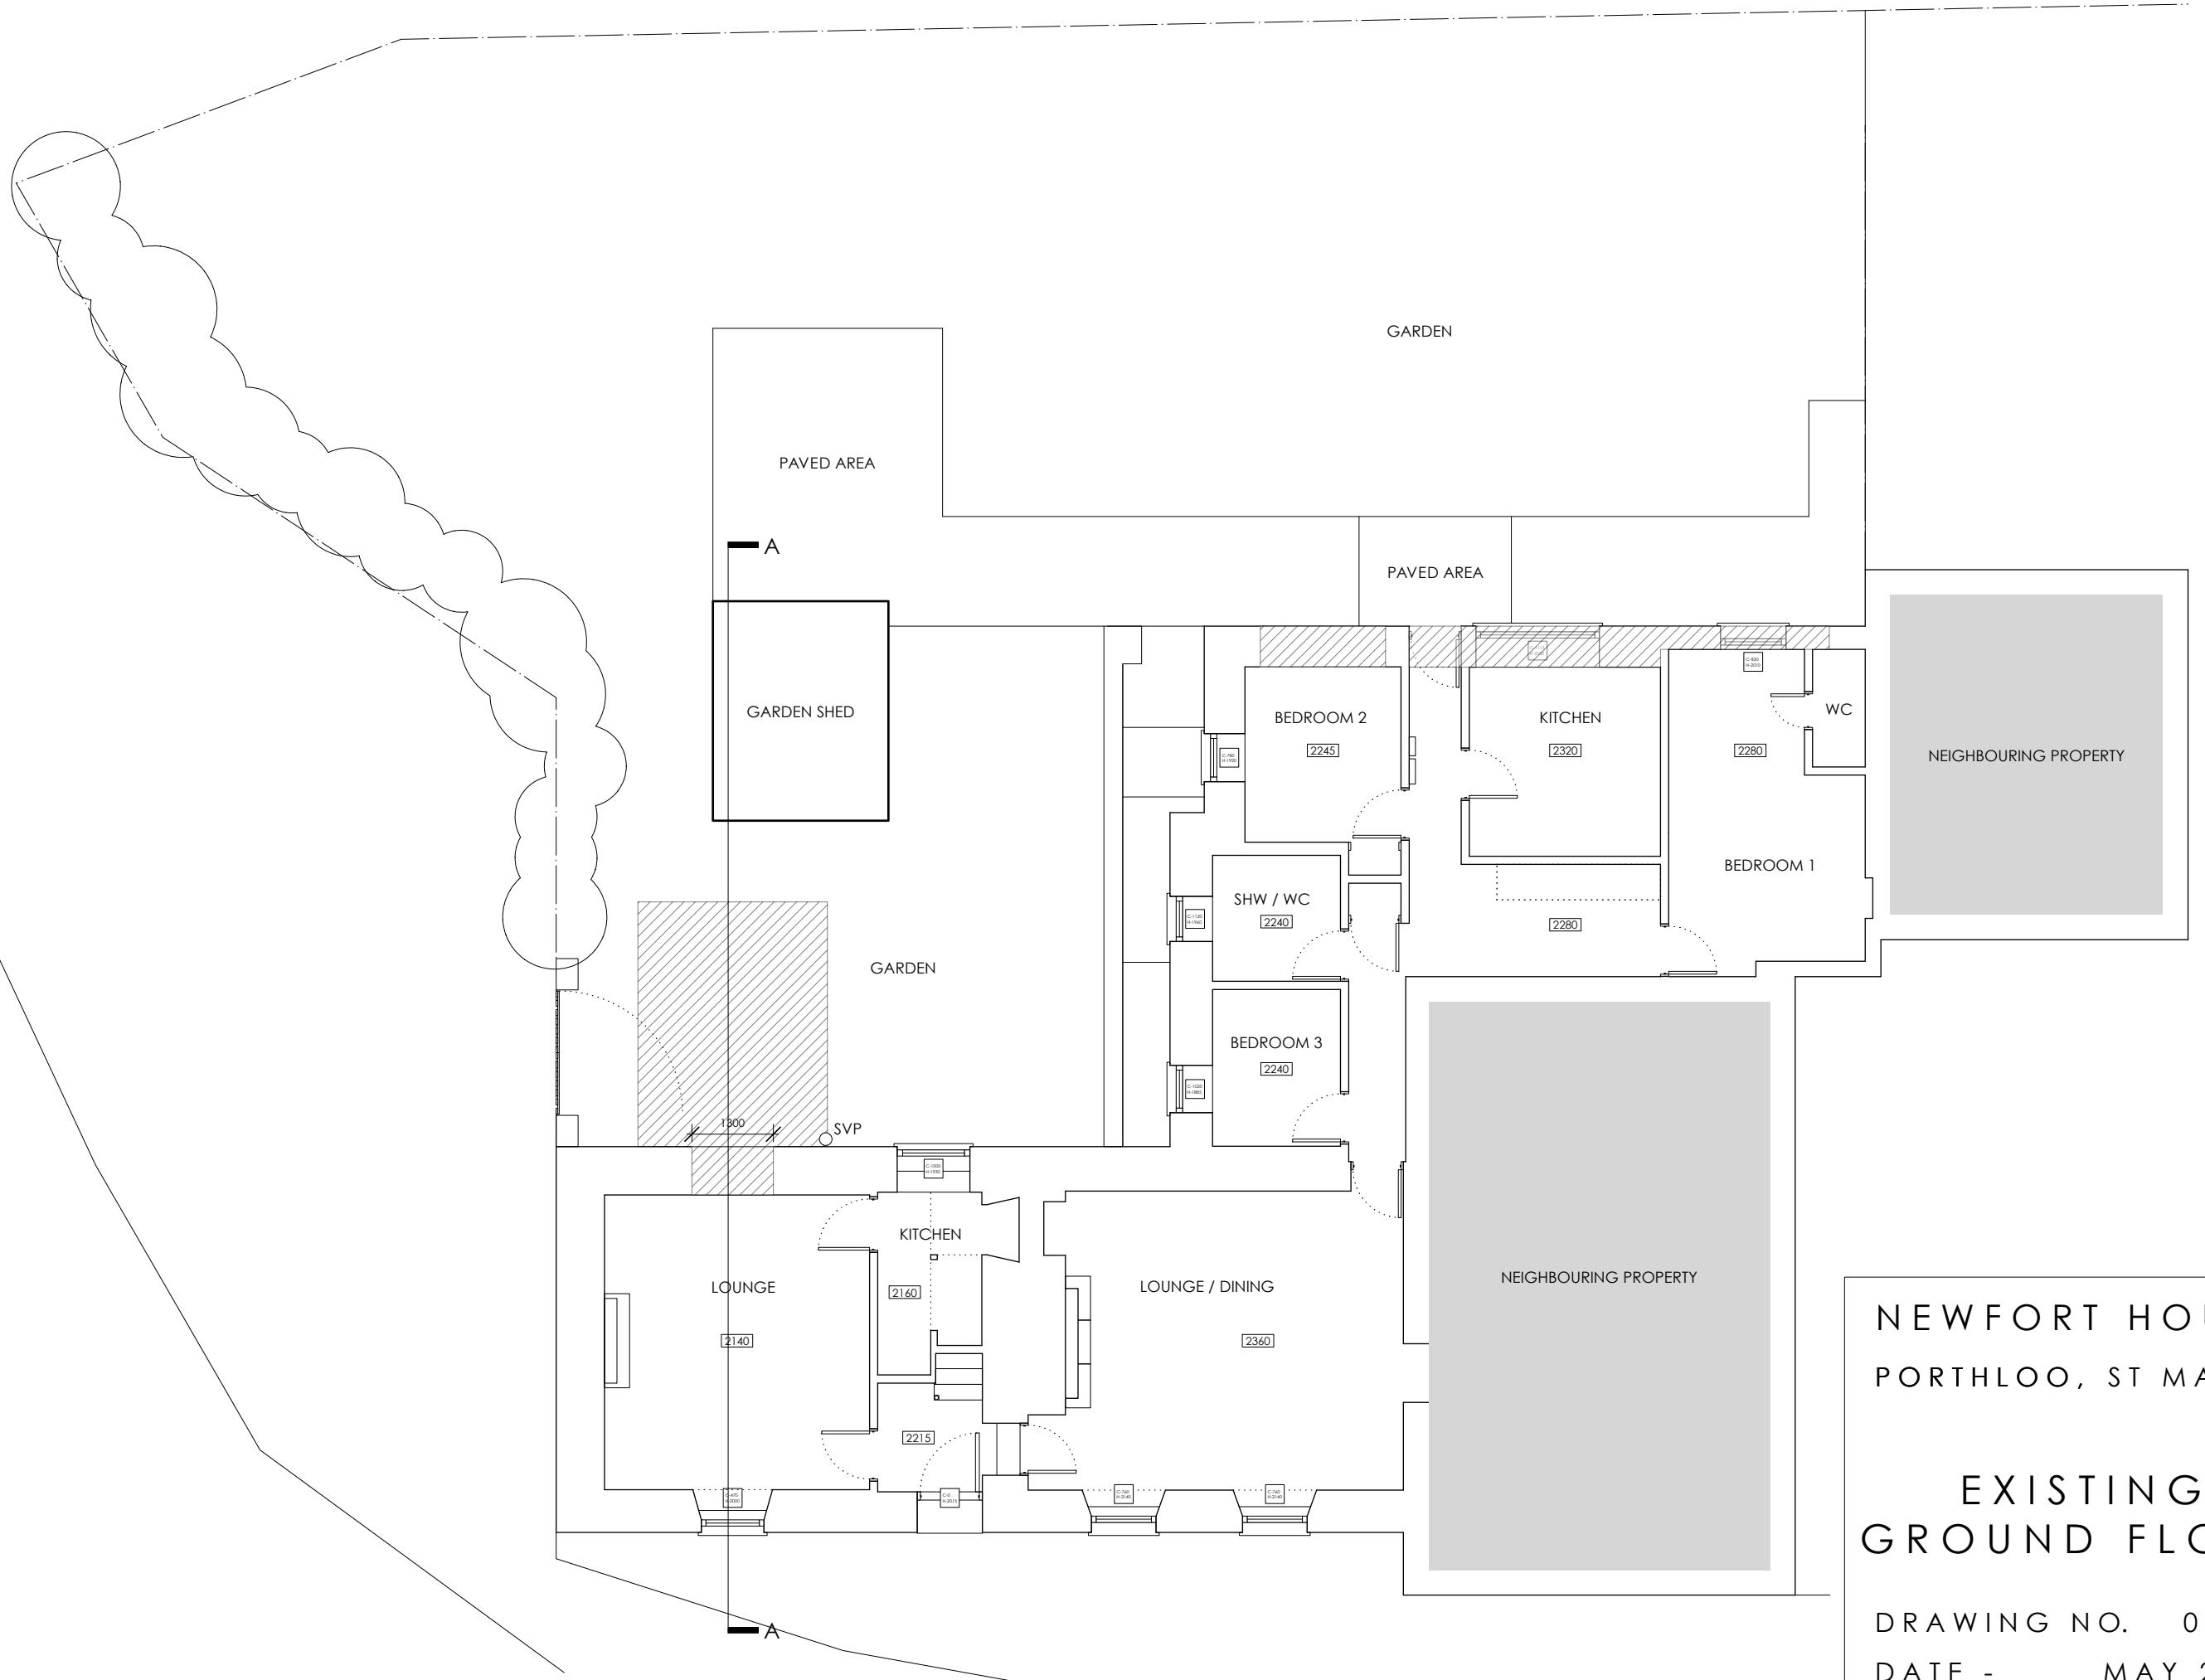 GARDEN
PAVED AREA
A
PAVED AREA
GARDEN SHED
BEDROOM 2
2245
KITCHEN
2320
2280
WC
NEIGHBOURING PROPERTY
BEDROOM 1
SHW / WC
2240
2280
GARDEN
BEDROOM 3
2240
1300
SVP
KITCHEN
LOUNGE
2160
LOUNGE / DINING
NEIGHBOURING PROPERTY
2140
2360
2215
A
NEWFORT HOU
PORTHLOO, ST MA
EXISTING
GROUND FLO
DRAWING NO. 0
DATE - MAY 2